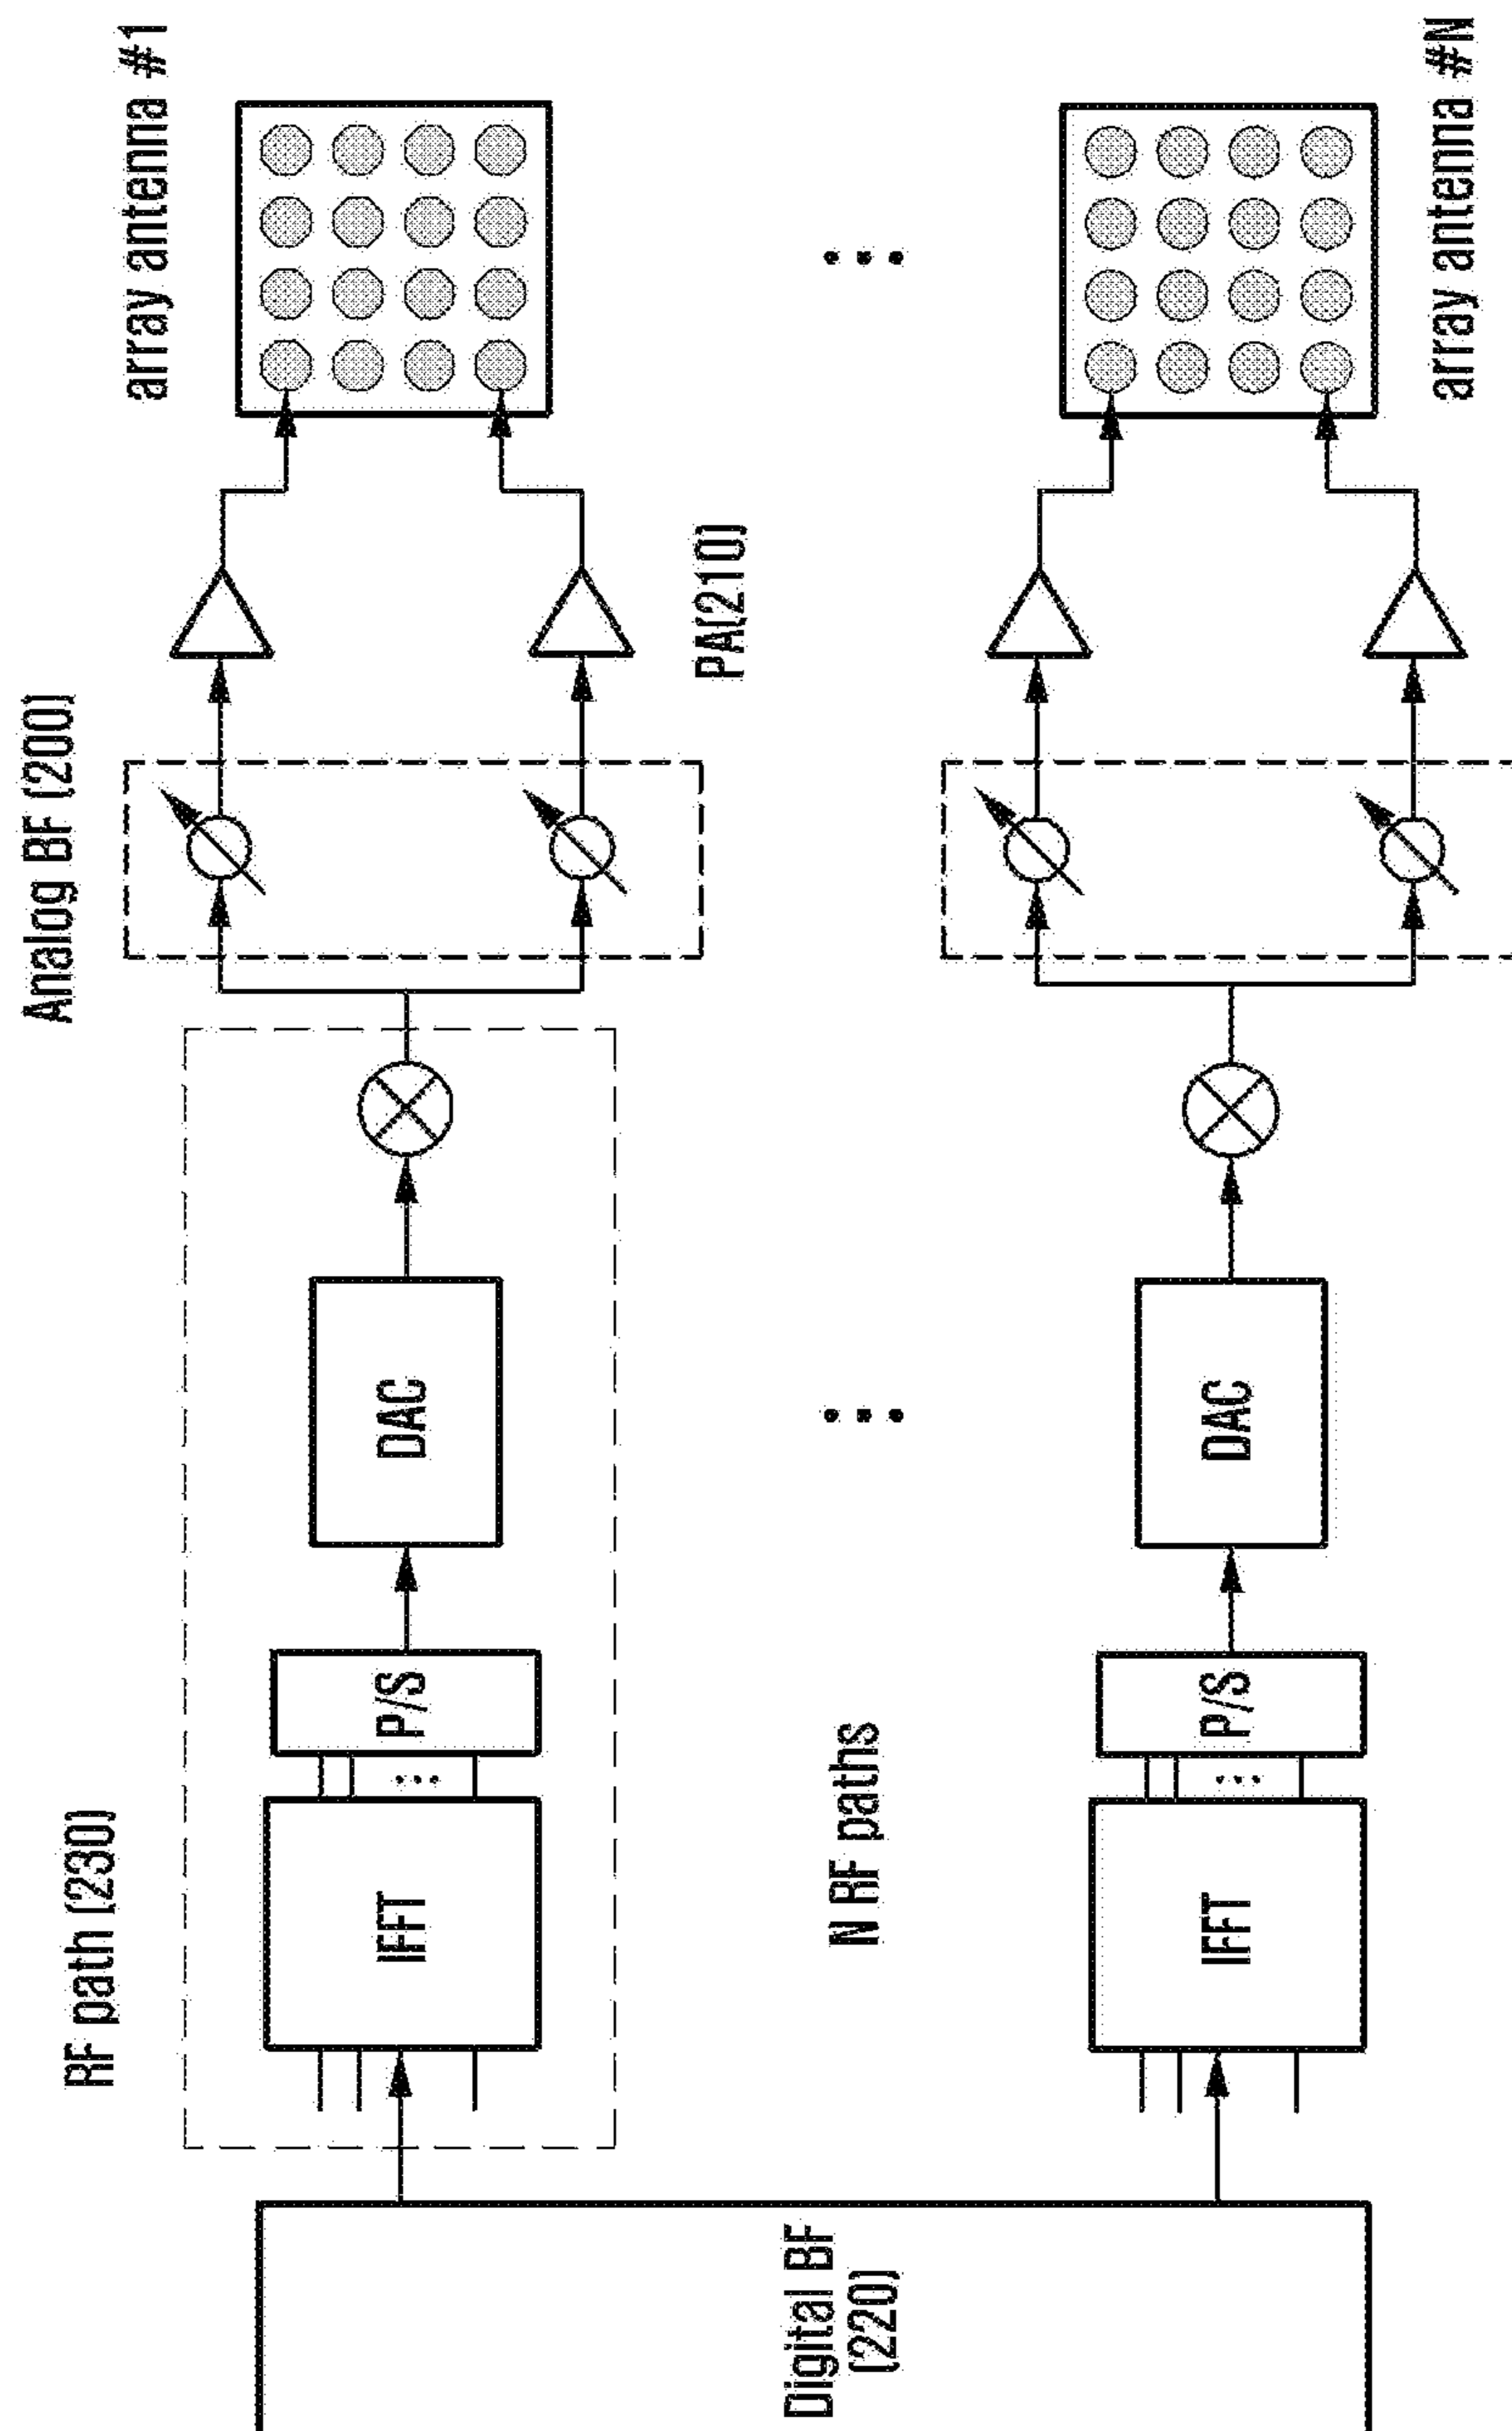 array antenna #1
Analog BF (200)
PA(210)
RF path (230)
DAC
P/S
IFFT
N RF paths
array antenna #N
DAC
P/S
IFFT
Digital BF
(220)